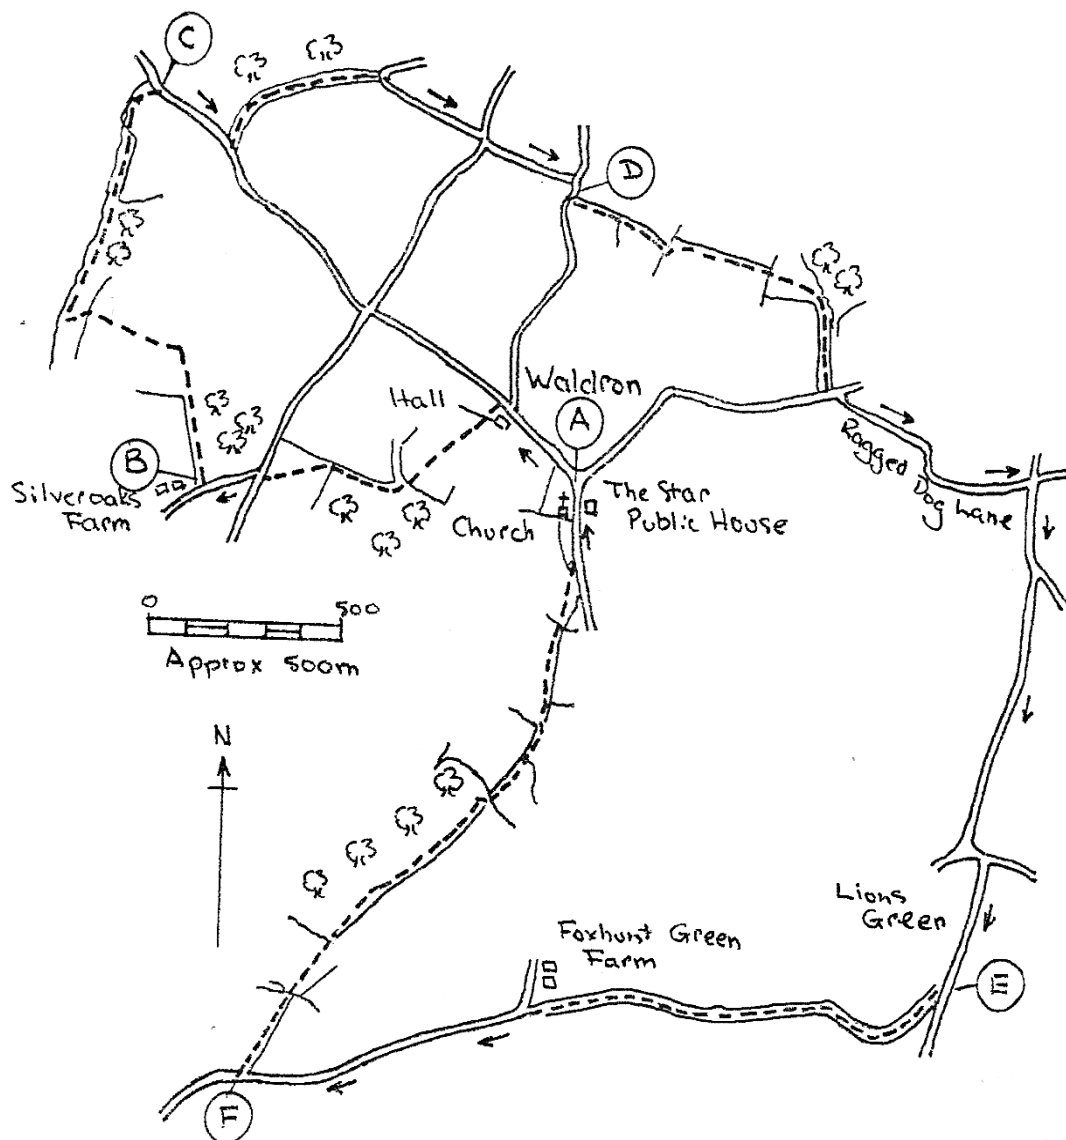 C
D
Waldron
Hall
A
B
Silveroaks
Farm
Church
The Star
Public House
Ragged
Dog Lane
0
500
Approx 500m
N
Lions
Green
Foxhurst Green
Farm
E
F